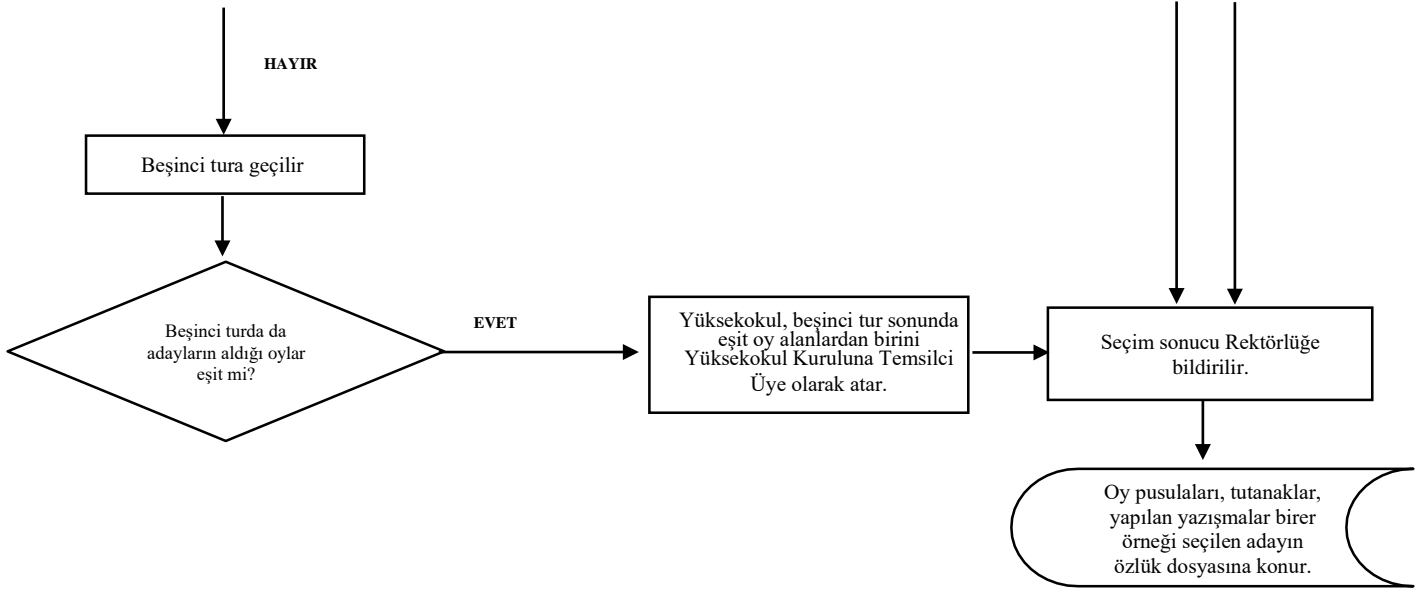 HAYIR
Beşinci tura geçilir
Beşinci turda da
adayların aldığı oylar
eşit mi?
EVET
Yüksekokul, beşinci tur sonunda
eşit oy alanlardan birini
Yüksekokul Kuruluna Temsilci
Üye olarak atar.
Seçim sonucu Rektörlüğe
bildirilir.
Oy pusulaları, tutanaklar,
yapılan yazışmalar birer
örneği seçilen adayın
özlük dosyasına konur.